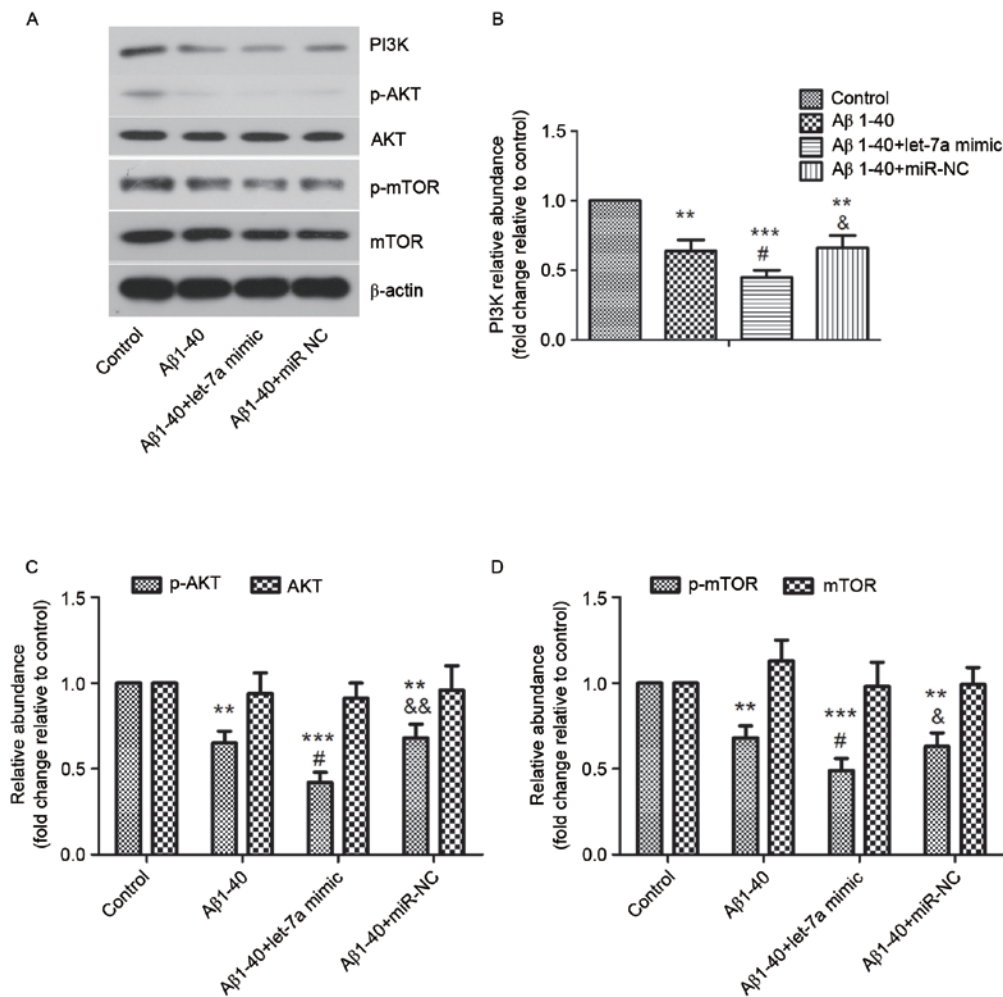 A
PI3K
p-AKT
AKT
p-mTOR
mTOR
β-actin
Control
Aβ1-40
Aβ1-40+let-7a mimic
Aβ1-40+miR NC
B
Control
Aβ 1-40
Aβ 1-40+let-7a mimic
Aβ 1-40+miR-NC
PI3K relative abundance
(fold change relative to control)
1.5
1.0
0.5
0.0
**
***
#
**
&
C
p-AKT
AKT
Relative abundance
(fold change relative to control)
1.5
1.0
0.5
0.0
**
***
#
**
&&
Control
Aβ1-40
Aβ1-40+let-7a mimic
Aβ1-40+miR-NC
D
p-mTOR
mTOR
Relative abundance
(fold change relative to control)
1.5
1.0
0.5
0.0
**
***
#
**
&
Control
Aβ1-40
Aβ1-40+let-7a mimic
Aβ1-40+miR-NC